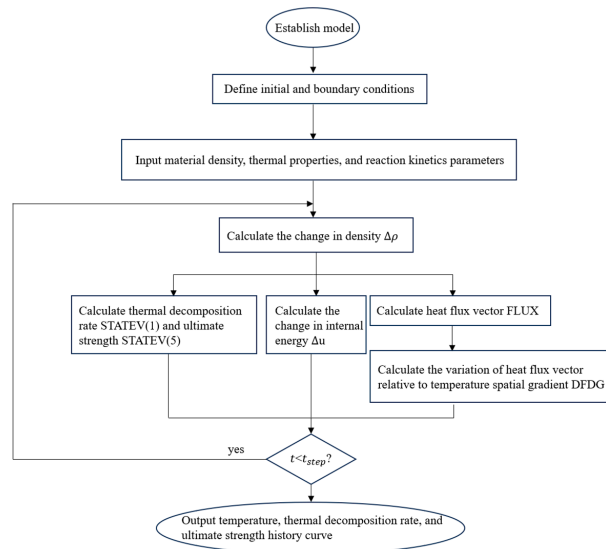 Establish model
Define initial and boundary conditions
Input material density, thermal properties, and reaction kinetics parameters
Calculate the change in density Δρ
Calculate thermal decomposition
rate STATEV(1) and ultimate
strength STATEV(5)
Calculate the
change in internal
energy Δu
Calculate heat flux vector FLUX
Calculate the variation of heat flux vector
relative to temperature spatial gradient DFDG
yes
t<t_step?
Output temperature, thermal decomposition rate, and
ultimate strength history curve